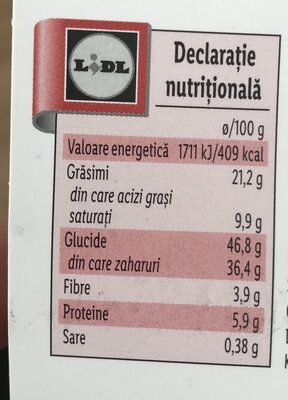 LIDL
Declarație
nutrițională
ø/100 g
Valoare energetică 1711 kJ/409 kcal
Grăsimi 21,2 g
din care acizi grași
saturați 9,9 g
Glucide 46,8 g
din care zaharuri 36,4 g
Fibre 3,9 g
Proteine 5,9 g
Sare 0,38 g